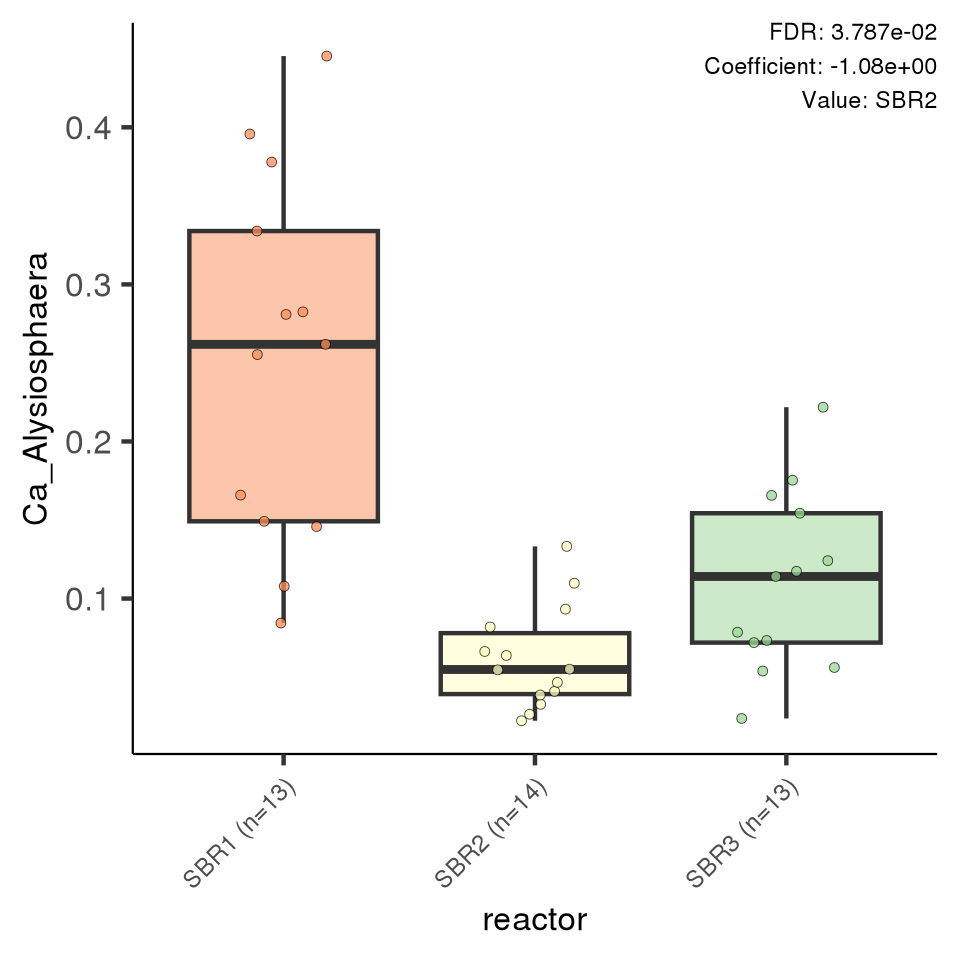 FDR: 3.787e-02
Coefficient: -1.08e+00
Value: SBR2
Ca_Alysiosphaera
0.4
0.3
0.2
0.1
SBR1 (n=13)
SBR2 (n=14)
SBR3 (n=13)
reactor